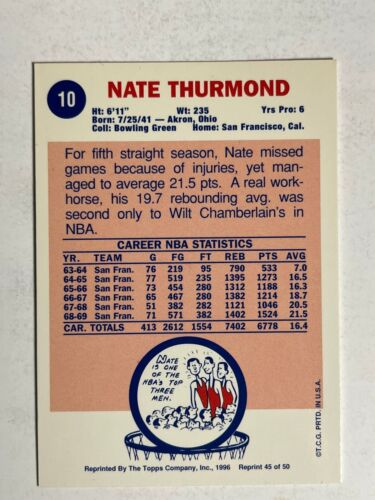 10
NATE THURMOND
Ht: 6'11" Wt: 235 Yrs Pro: 6
Born: 7/25/41 — Akron, Ohio
Coll: Bowling Green Home: San Francisco, Cal.
For fifth straight season, Nate missed
games because of injuries, yet man-
aged to average 21.5 pts. A real work-
horse, his 19.7 rebounding avg. was
second only to Wilt Chamberlain's in
NBA.
CAREER NBA STATISTICS
YR. TEAM G FG FT REB PTS AVG
63-64 San Fran. 76 219 95 790 533 7.0
64-65 San Fran. 77 519 235 1395 1273 16.5
65-66 San Fran. 73 454 280 1312 1188 16.3
66-67 San Fran. 65 467 280 1382 1214 18.7
67-68 San Fran. 51 382 282 1121 1046 20.5
68-69 San Fran. 71 571 382 1402 1524 21.5
CAR. TOTALS 413 2612 1554 7402 6778 16.4
NATE
IS ONE
OF THE
NBA'S TOP
THREE
MEN.
©T.C.G. PRTD. IN U.S.A.
Reprinted By The Topps Company, Inc., 1996 Reprint 45 of 50